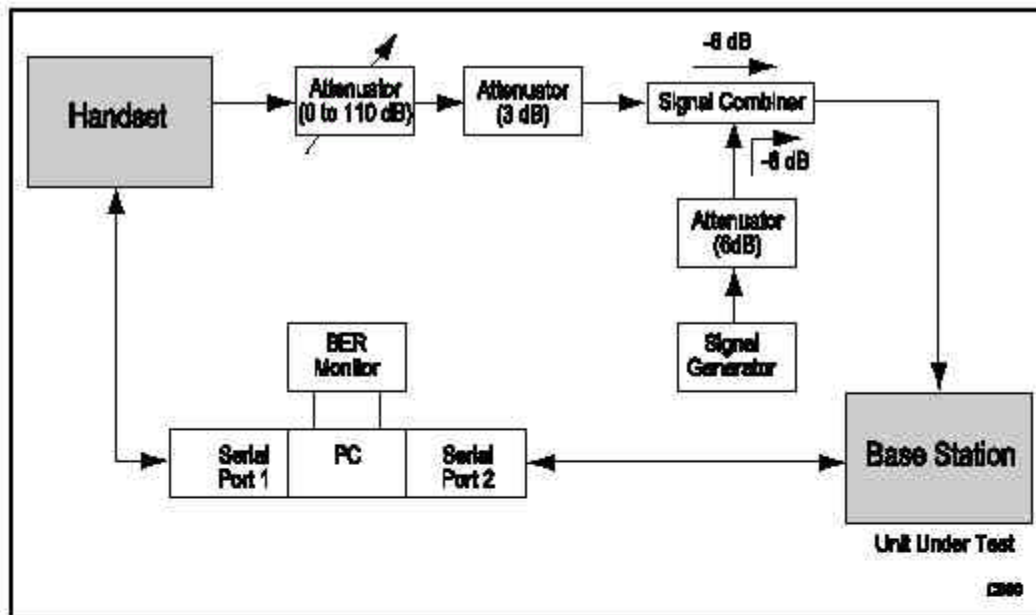 Handset
Attenuator
(0 to 110 dB)
Attenuator
(3 dB)
-6 dB
Signal Combiner
-6 dB
Attenuator
(6dB)
Signal
Generator
BER
Monitor
Serial
Port 1
PC
Serial
Port 2
Base Station
Unit Under Test